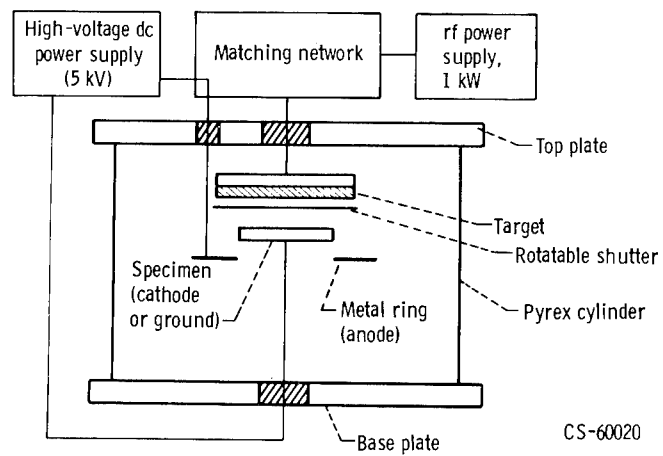 High-voltage dc
power supply
(5 kV)
Matching network
rf power
supply,
1 kW
Top plate
Target
Rotatable shutter
Specimen
(cathode
or ground)
Metal ring
(anode)
Pyrex cylinder
Base plate
CS-60020